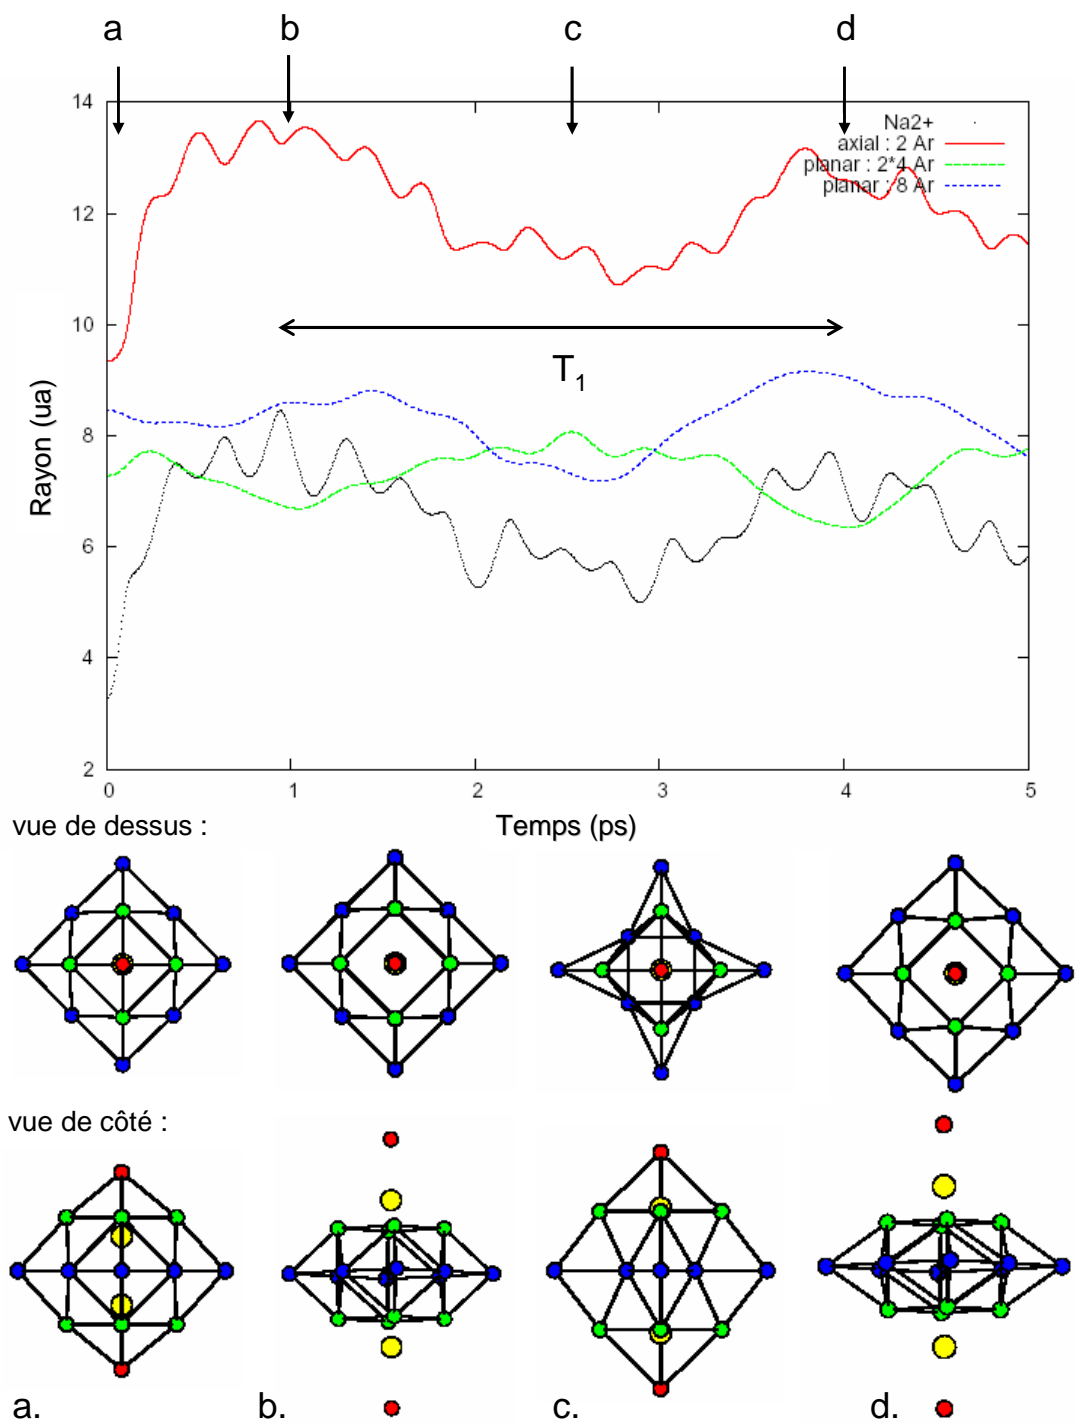 a b c d
14
12
10
8
6
4
2
Rayon (ua)
Na2+
axial : 2 Ar
planar : 2*4 Ar
planar : 8 Ar
T1
0 1 2 3 4 5
Temps (ps)
vue de dessus :
vue de côté :
a. b. c. d.